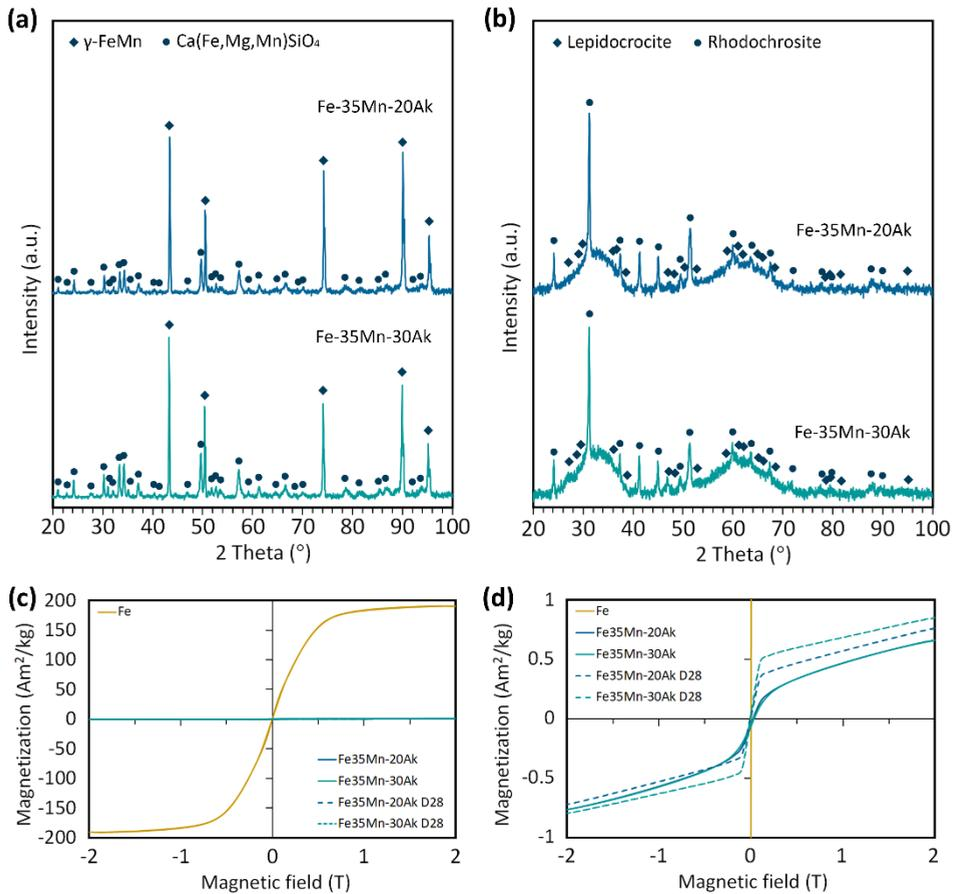 (a)
◆ γ-FeMn ● Ca(Fe,Mg,Mn)SiO₄
Fe-35Mn-20Ak
Fe-35Mn-30Ak
Intensity (a.u.)
20 30 40 50 60 70 80 90 100
2 Theta (°)
(b)
◆ Lepidocrocite ● Rhodochrosite
Fe-35Mn-20Ak
Fe-35Mn-30Ak
Intensity (a.u.)
20 30 40 50 60 70 80 90 100
2 Theta (°)
(c)
Fe
Fe35Mn-20Ak
Fe35Mn-30Ak
Fe35Mn-20Ak D28
Fe35Mn-30Ak D28
Magnetization (Am²/kg)
200
150
100
50
0
-50
-100
-150
-200
-2 -1 0 1 2
Magnetic field (T)
(d)
Fe
Fe35Mn-20Ak
Fe35Mn-30Ak
Fe35Mn-20Ak D28
Fe35Mn-30Ak D28
Magnetization (Am²/kg)
1
0.5
0
-0.5
-1
-2 -1 0 1 2
Magnetic field (T)